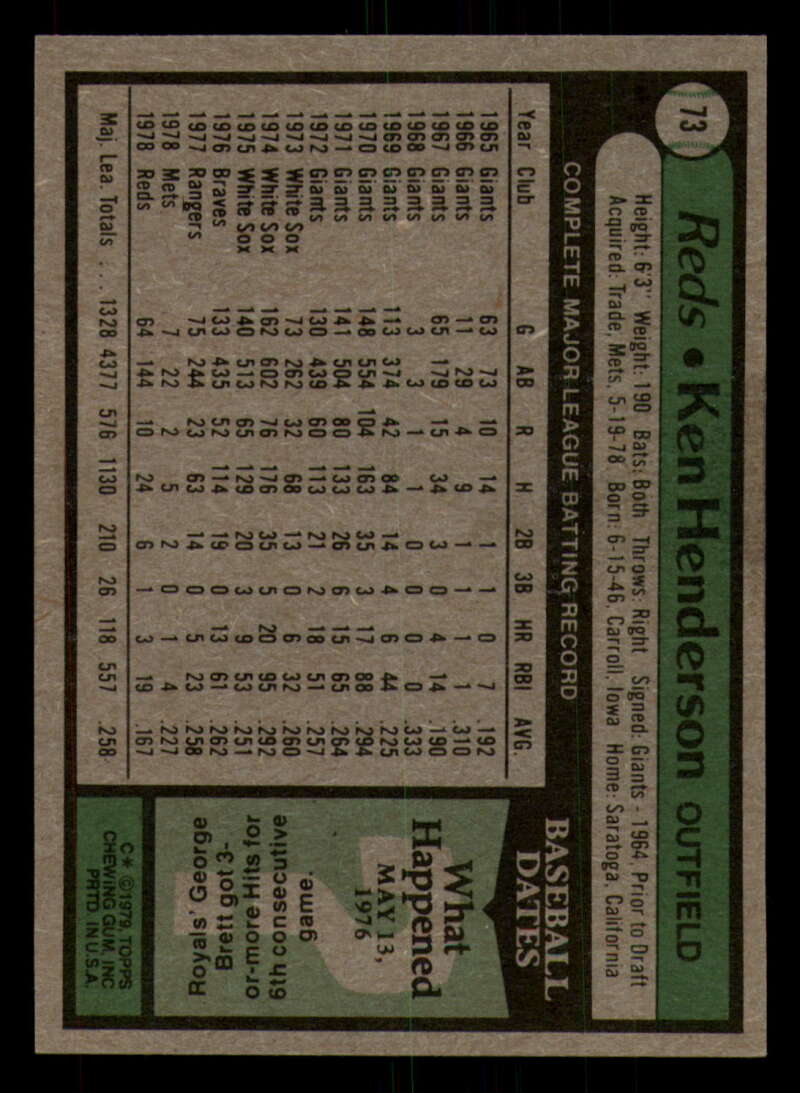 73
Reds • Ken Henderson OUTFIELD
Height: 6'3" Weight: 190 Bats: Both Throws: Right Signed: Giants - 1964, Prior to Draft
Acquired: Trade, Mets, 5-19-78 Born: 6-15-46, Carroll, Iowa Home: Saratoga, California
COMPLETE MAJOR LEAGUE BATTING RECORD
Year Club G AB R H 2B 3B HR RBI AVG.
1965 Giants 63 73 10 14 1 1 0 7 .192
1966 Giants 11 29 4 9 1 1 1 1 .310
1967 Giants 65 179 15 34 3 0 4 14 .190
1968 Giants 3 3 1 1 0 0 0 0 .333
1969 Giants 113 374 42 84 14 4 6 44 .225
1970 Giants 148 554 104 163 35 3 17 88 .294
1971 Giants 141 504 80 133 26 6 15 65 .264
1972 Giants 130 439 60 113 21 2 18 51 .257
1973 White Sox 73 262 32 68 13 0 6 32 .260
1974 White Sox 162 602 76 176 35 5 20 95 .292
1975 White Sox 140 513 65 129 20 3 9 53 .251
1976 Braves 133 435 52 114 19 0 13 61 .262
1977 Rangers 75 244 23 63 14 0 5 23 .258
1978 Mets 7 22 2 5 2 0 1 4 .227
1978 Reds 64 144 10 24 6 1 3 19 .167
Maj. Lea Totals ... 1328 4377 576 1130 210 26 118 557 .258
BASEBALL
DATES
What
Happened
MAY 13,
1976
Royals' George
Brett got 3-
or-more Hits for
6th consecutive
game.
C* ©1979, TOPPS
CHEWING GUM, INC
PRTD. IN U.S.A.